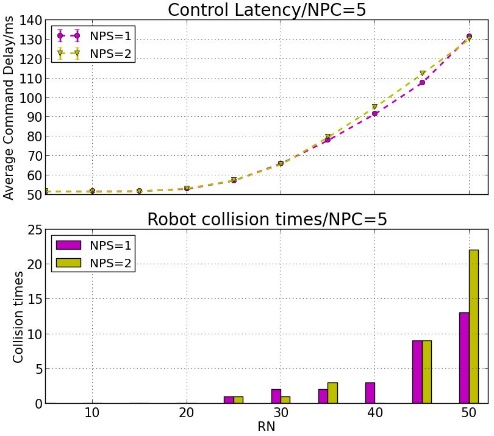 Control Latency/NPC=5
Average Command Delay/ms
140
130
120
110
100
90
80
70
60
50
NPS=1
NPS=2
Robot collision times/NPC=5
Collision times
25
20
15
10
5
0
NPS=1
NPS=2
10 20 30 40 50
RN